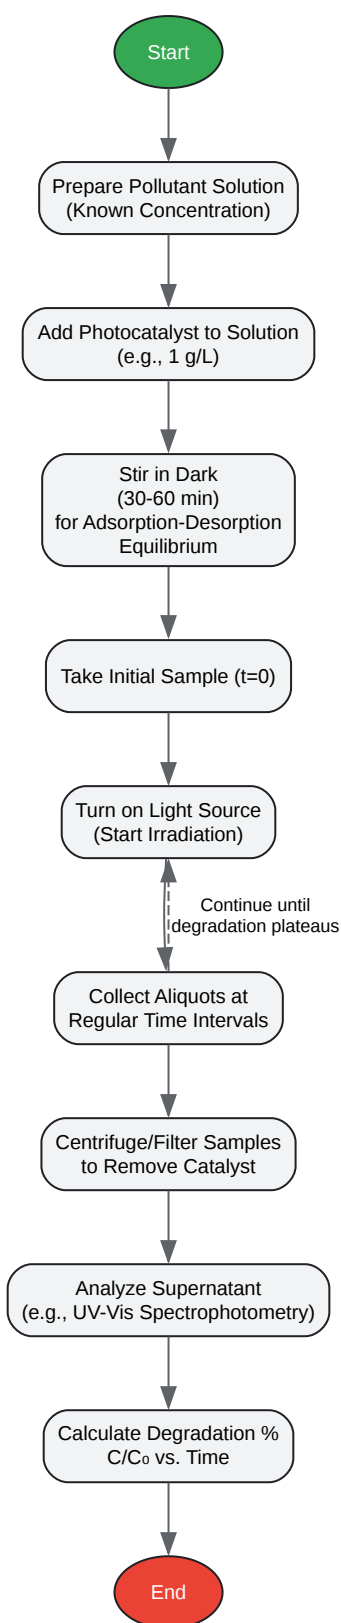 Start
Prepare Pollutant Solution
(Known Concentration)
Add Photocatalyst to Solution
(e.g., 1 g/L)
Stir in Dark
(30-60 min)
for Adsorption-Desorption
Equilibrium
Take Initial Sample (t=0)
Turn on Light Source
(Start Irradiation)
Continue until
degradation plateaus
Collect Aliquots at
Regular Time Intervals
Centrifuge/Filter Samples
to Remove Catalyst
Analyze Supernatant
(e.g., UV-Vis Spectrophotometry)
Calculate Degradation %
C/C₀ vs. Time
End